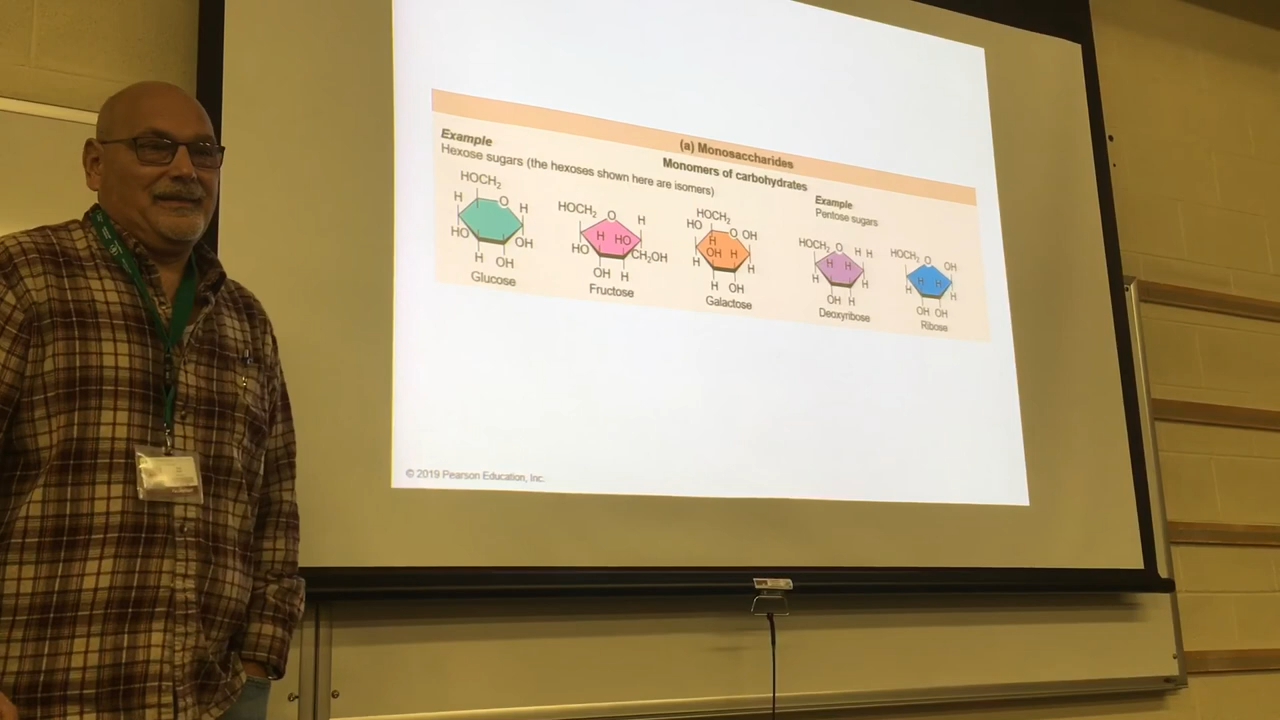 (a) Monosaccharides
Monomers of carbohydrates
Example
Hexose sugars (the hexoses shown here are isomers)
HOCH2
H
O
H
HO
OH
H
OH
Glucose
HOCH2
O
H
H
HO
HO
CH2OH
OH
H
Fructose
HOCH2
HO
O
OH
H
OH
H
H
H
H
OH
Galactose
Example
Pentose sugars
HOCH2
O
H
H
H
H
H
H
OH
H
Deoxyribose
HOCH2
O
OH
H
H
H
H
OH
OH
Ribose
© 2019 Pearson Education, Inc.